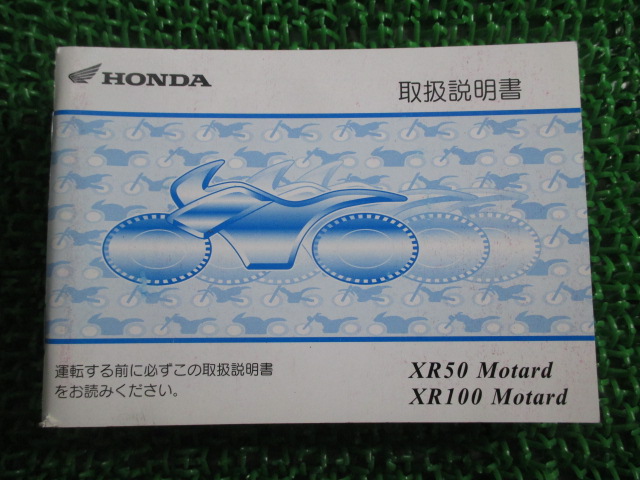 HONDA
取扱説明書
運転する前に必ずこの取扱説明書
をお読みください。
XR50 Motard
XR100 Motard